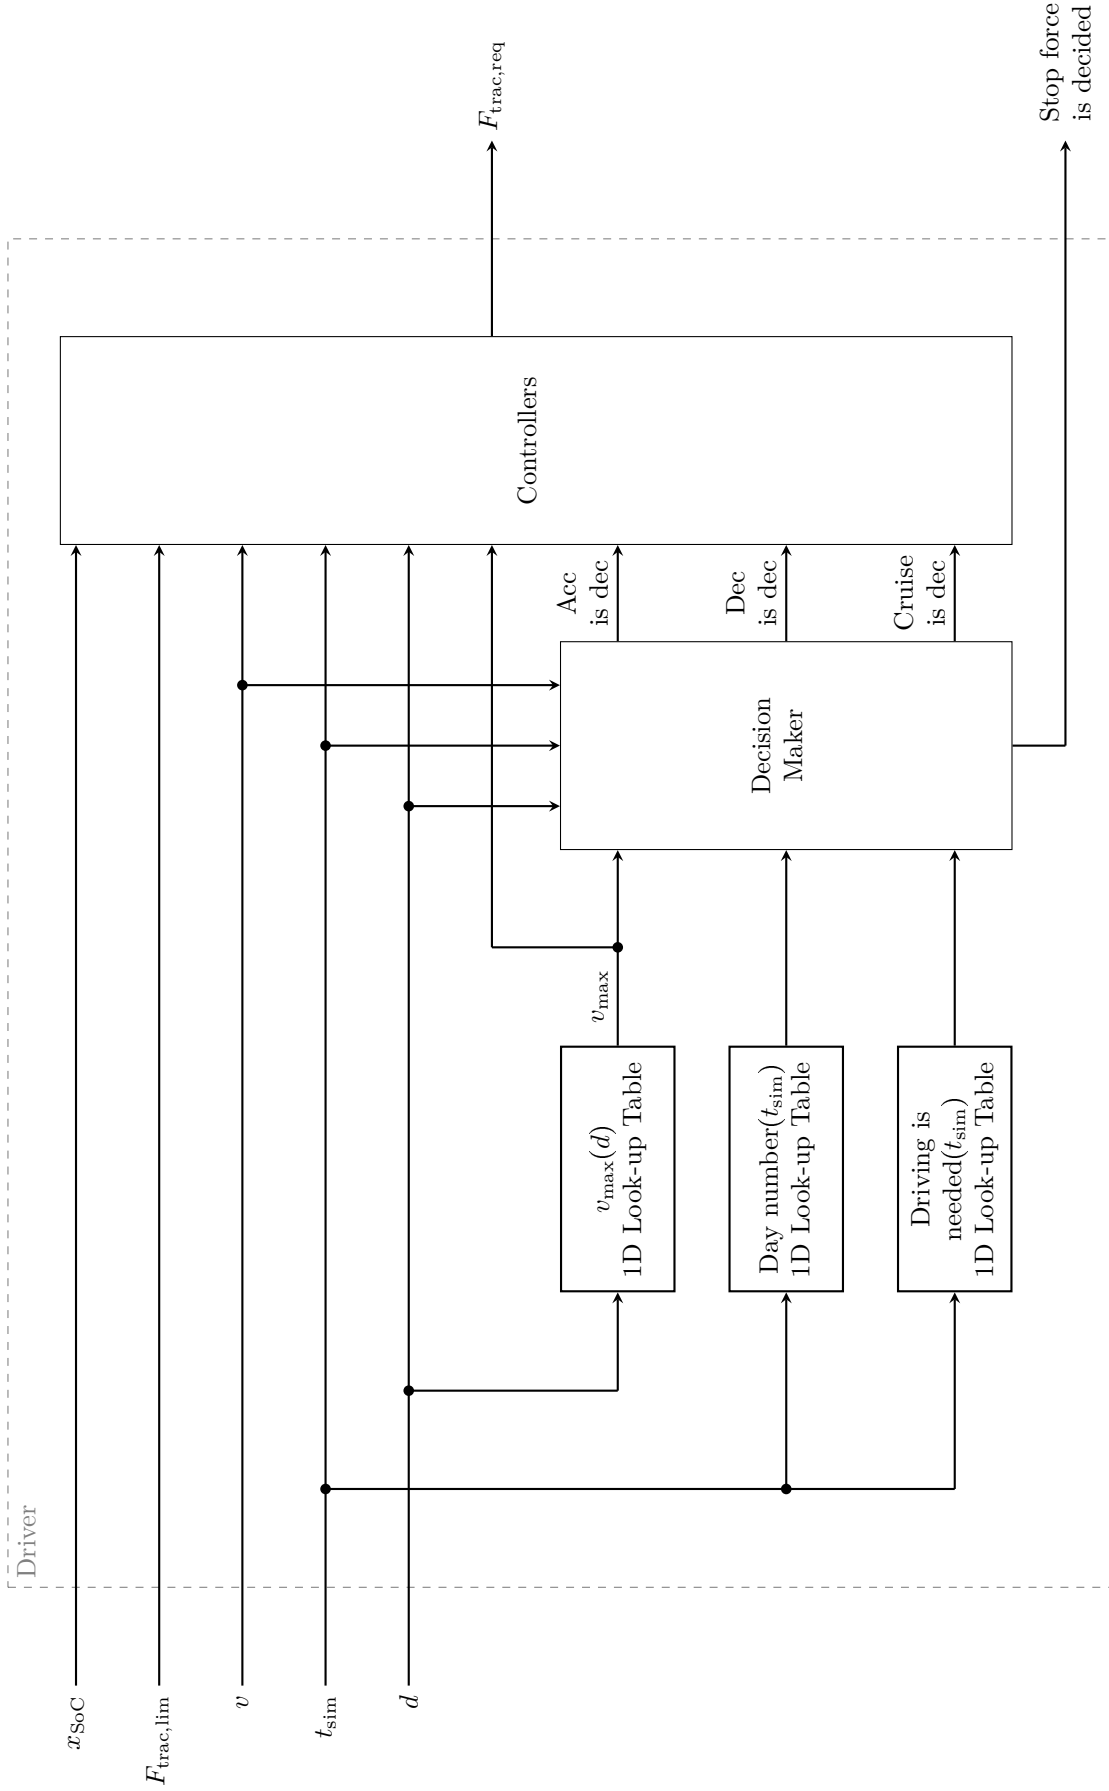 Driver
x_SoC
F_trac,lim
v
t_sim
d
v_max(d)
1D Look-up Table
Day number(t_sim)
1D Look-up Table
Driving is
needed(t_sim)
1D Look-up Table
v_max
Decision
Maker
Acc
is dec
Dec
is dec
Cruise
is dec
Controllers
F_trac,req
Stop force
is decided